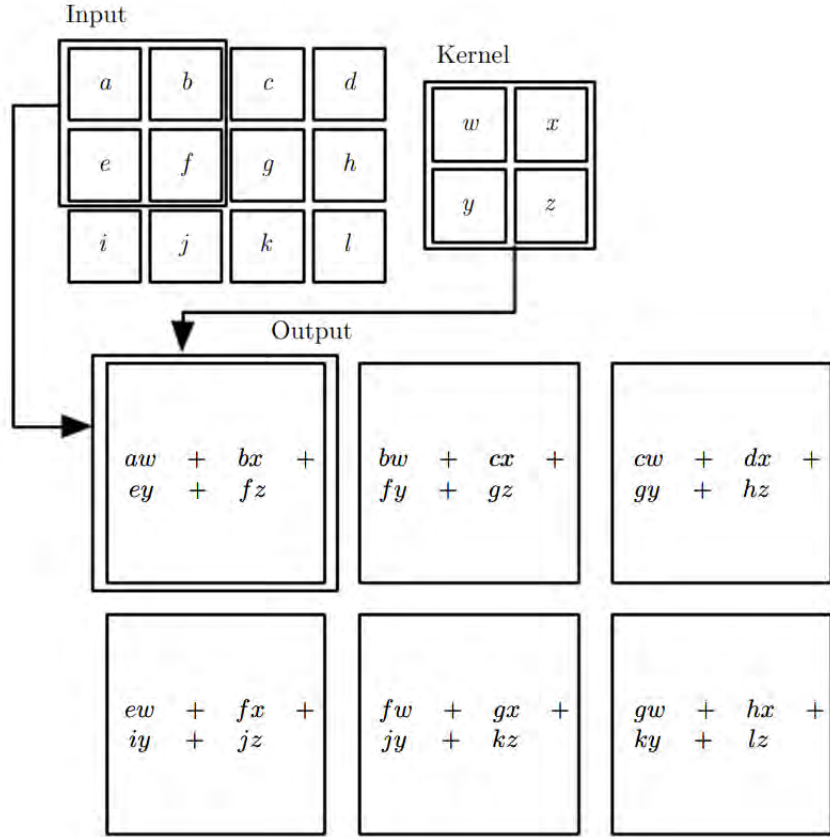 Input
a b c d
e f g h
i j k l
Kernel
w x
y z
Output
aw + bx +
ey + fz
bw + cx +
fy + gz
cw + dx +
gy + hz
ew + fx +
iy + jz
fw + gx +
jy + kz
gw + hx +
ky + lz